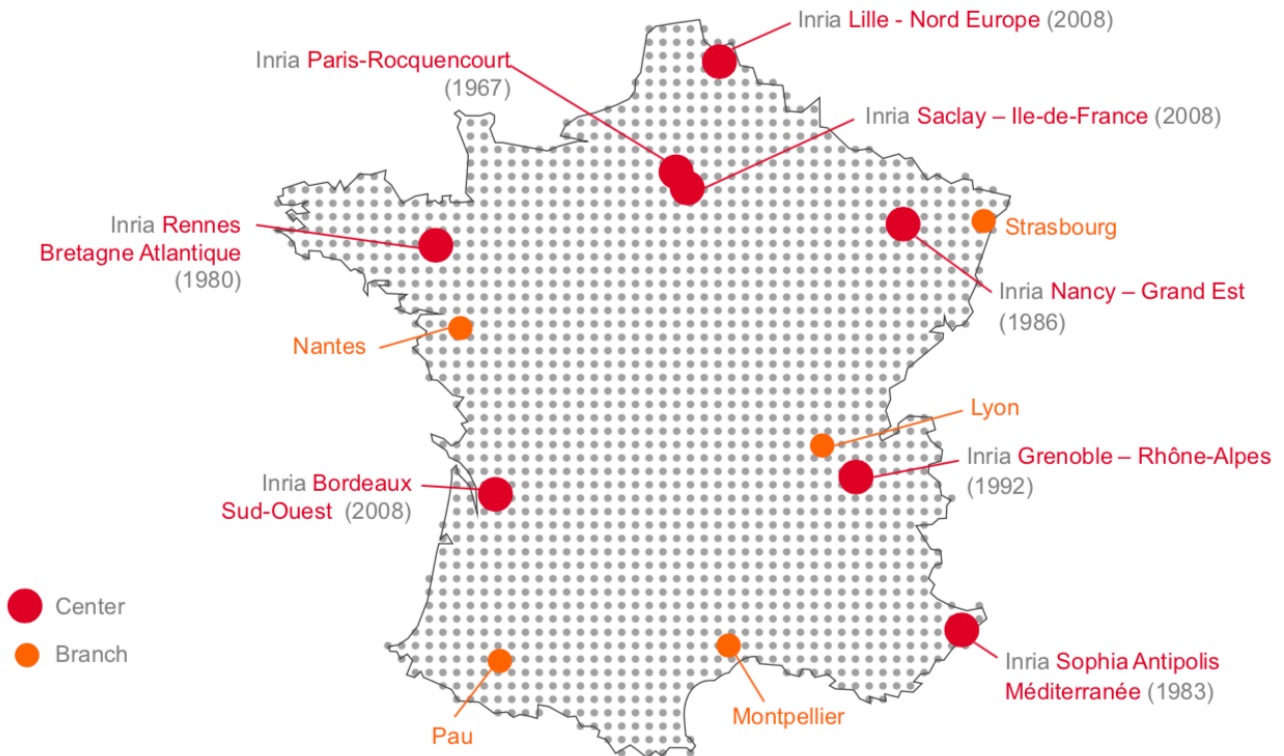 Inria Lille - Nord Europe (2008)
Inria Paris-Rocquencourt
(1967)
Inria Saclay – Ile-de-France (2008)
Inria Rennes
Bretagne Atlantique
(1980)
Strasbourg
Inria Nancy – Grand Est
(1986)
Nantes
Lyon
Inria Grenoble – Rhône-Alpes
(1992)
Inria Bordeaux
Sud-Ouest (2008)
Center
Branch
Inria Sophia Antipolis
Méditerranée (1983)
Montpellier
Pau